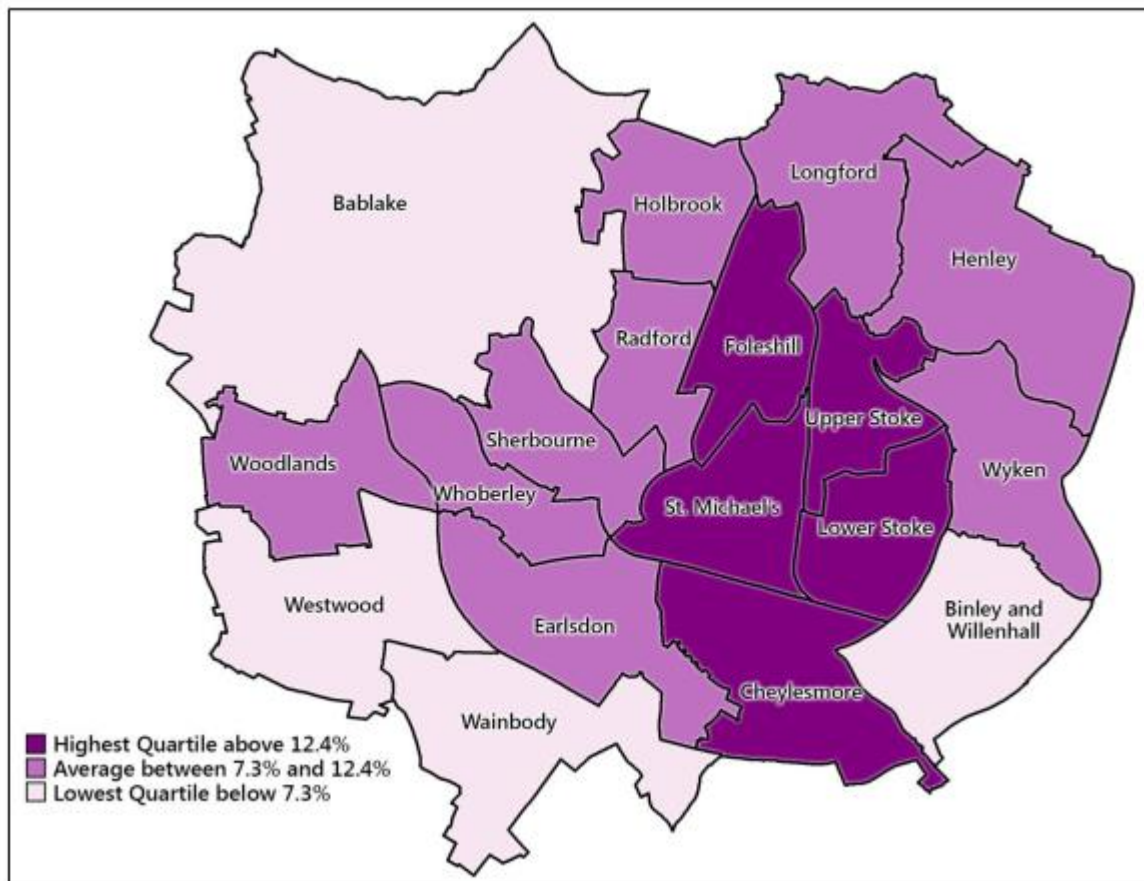 Bablake
Holbrook
Longford
Henley
Radford
Foleshill
Upper Stoke
Sherbourne
Woodlands
Whoberley
Wyken
St. Michael's
Lower Stoke
Westwood
Earlsdon
Binley and
Willenhall
Cheylesmore
Wainbody
Highest Quartile above 12.4%
Average between 7.3% and 12.4%
Lowest Quartile below 7.3%